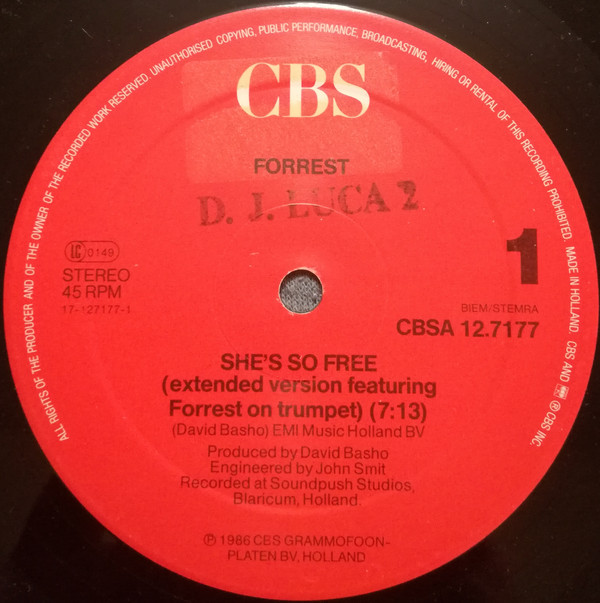 ALL RIGHTS OF THE PRODUCER AND OF THE OWNER OF THE RECORDED WORK RESERVED. UNAUTHORISED COPYING, PUBLIC PERFORMANCE, BROADCASTING, HIRING OR RENTAL OF THIS RECORDING PROHIBITED. MADE IN HOLLAND. CBS AND ℗ CBS INC.
CBS
FORREST
D. J. LUCA 2
LC 0149
STEREO
45 RPM
17-127177-1
1
BIEM/STEMRA
CBSA 12.7177
SHE'S SO FREE
(extended version featuring
Forrest on trumpet) (7:13)
(David Basho) EMI Music Holland BV
Produced by David Basho
Engineered by John Smit
Recorded at Soundpush Studios,
Blaricum, Holland.
℗ 1986 CBS GRAMMOFOON-
PLATEN BV, HOLLAND